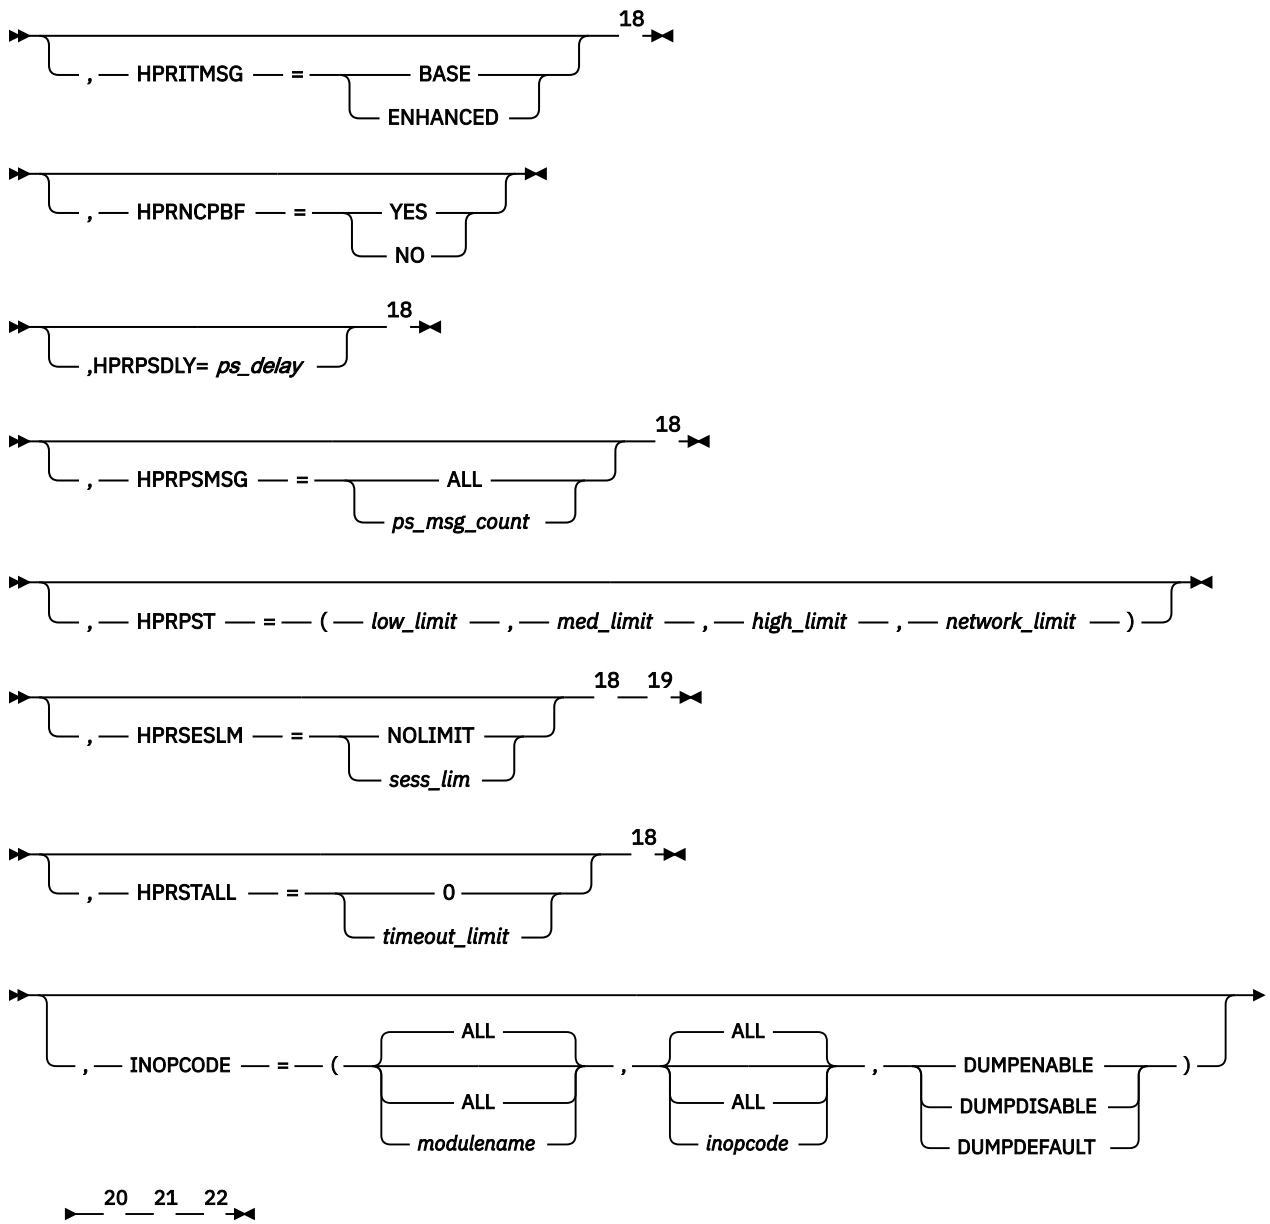 18
, HPRITMSG = BASE
ENHANCED
, HPRNCPBF = YES
NO
18
,HPRPSDLY= ps_delay
18
, HPRPSMSG = ALL
ps_msg_count
, HPRPST = ( low_limit , med_limit , high_limit , network_limit )
18 19
, HPRSESLM = NOLIMIT
sess_lim
18
, HPRSTALL = 0
timeout_limit
ALL ALL
, INOPCODE = ( , , DUMPENABLE )
ALL ALL DUMPDISABLE
modulename inopcode DUMPDEFAULT
20 21 22